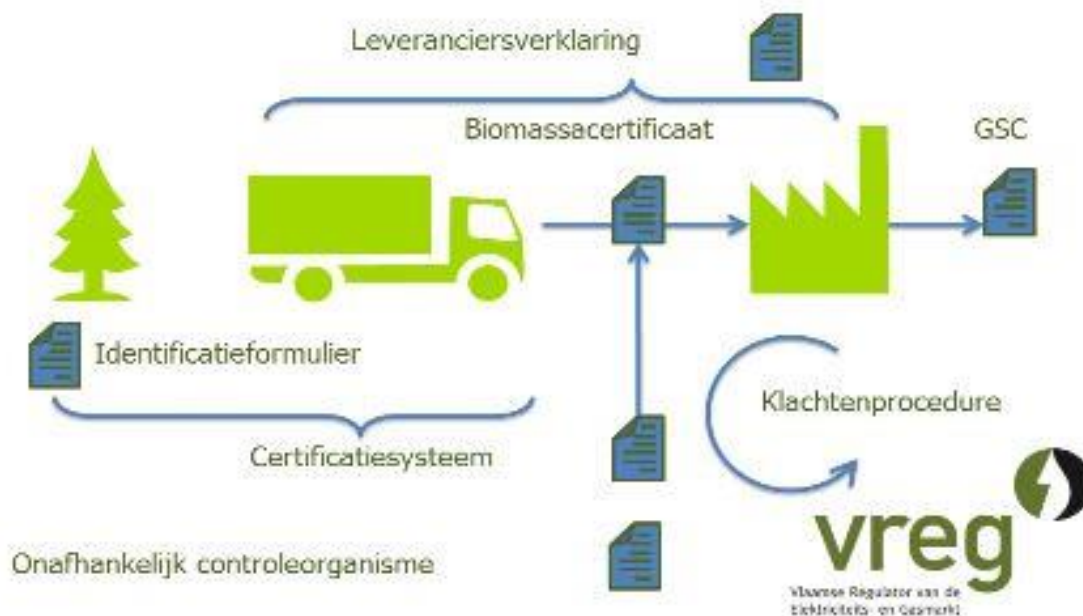 Leveranciersverklaring
Biomassacertificaat
GSC
Identificatieformulier
Klachtenprocedure
Certificatiesysteem
Onafhankelijk controleorganisme
vreg
Vlaamse Regulator van de
Elektriciteits- en Gasmarkt